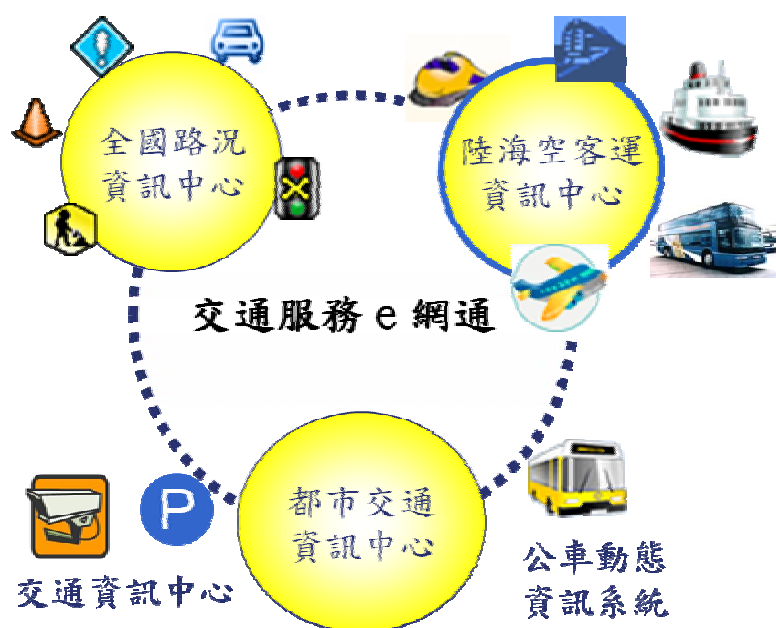 全國路況
資訊中心
陸海空客運
資訊中心
交通服務 e 網通
都市交通
資訊中心
P
交通資訊中心
公車動態
資訊系統